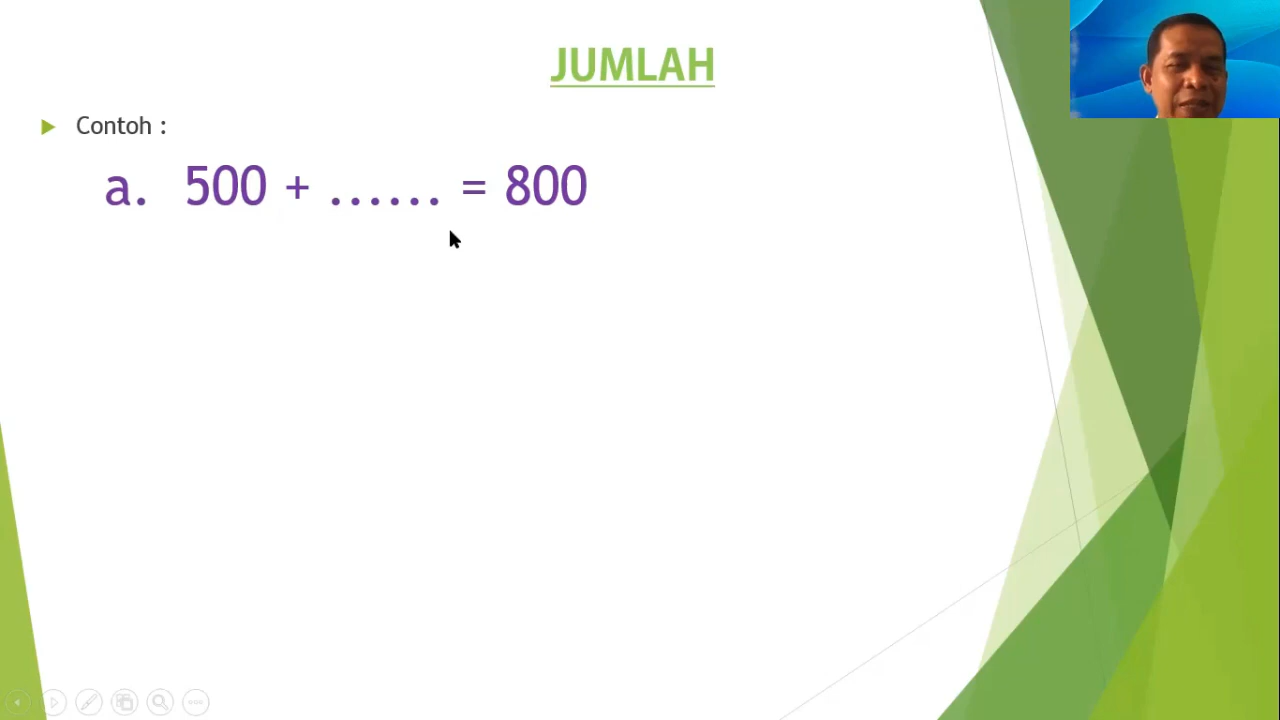 JUMLAH
Contoh :
a. 500 + ...... = 800